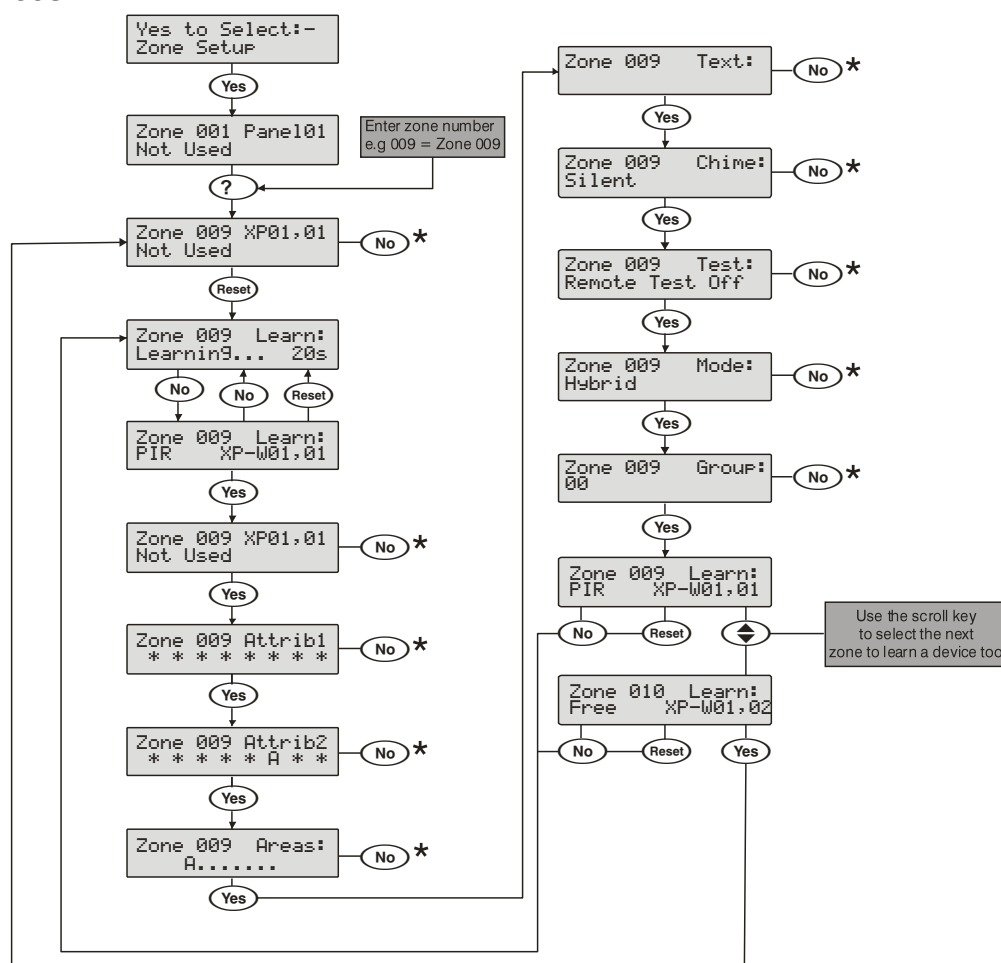 Yes to Select:-
Zone Setup
Yes
Zone 001 Panel01
Not Used
Enter zone number
e.g 009 = Zone 009
?
Zone 009 XP01,01
Not Used
No *
Reset
Zone 009 Learn:
Learning... 20s
No
No
Reset
Zone 009 Learn:
PIR XP-W01,01
Yes
Zone 009 XP01,01
Not Used
No *
Yes
Zone 009 Attrib1
* * * * * * * *
No *
Yes
Zone 009 Attrib2
* * * * * A * *
No *
Yes
Zone 009 Areas:
A.......
No *
Yes
Zone 009 Text:
No *
Yes
Zone 009 Chime:
Silent
No *
Yes
Zone 009 Test:
Remote Test Off
No *
Yes
Zone 009 Mode:
Hybrid
No *
Yes
Zone 009 Group:
00
No *
Yes
Zone 009 Learn:
PIR XP-W01,01
No
Reset
Use the scroll key
to select the next
zone to learn a device too
Zone 010 Learn:
Free XP-W01,02
No
Reset
Yes